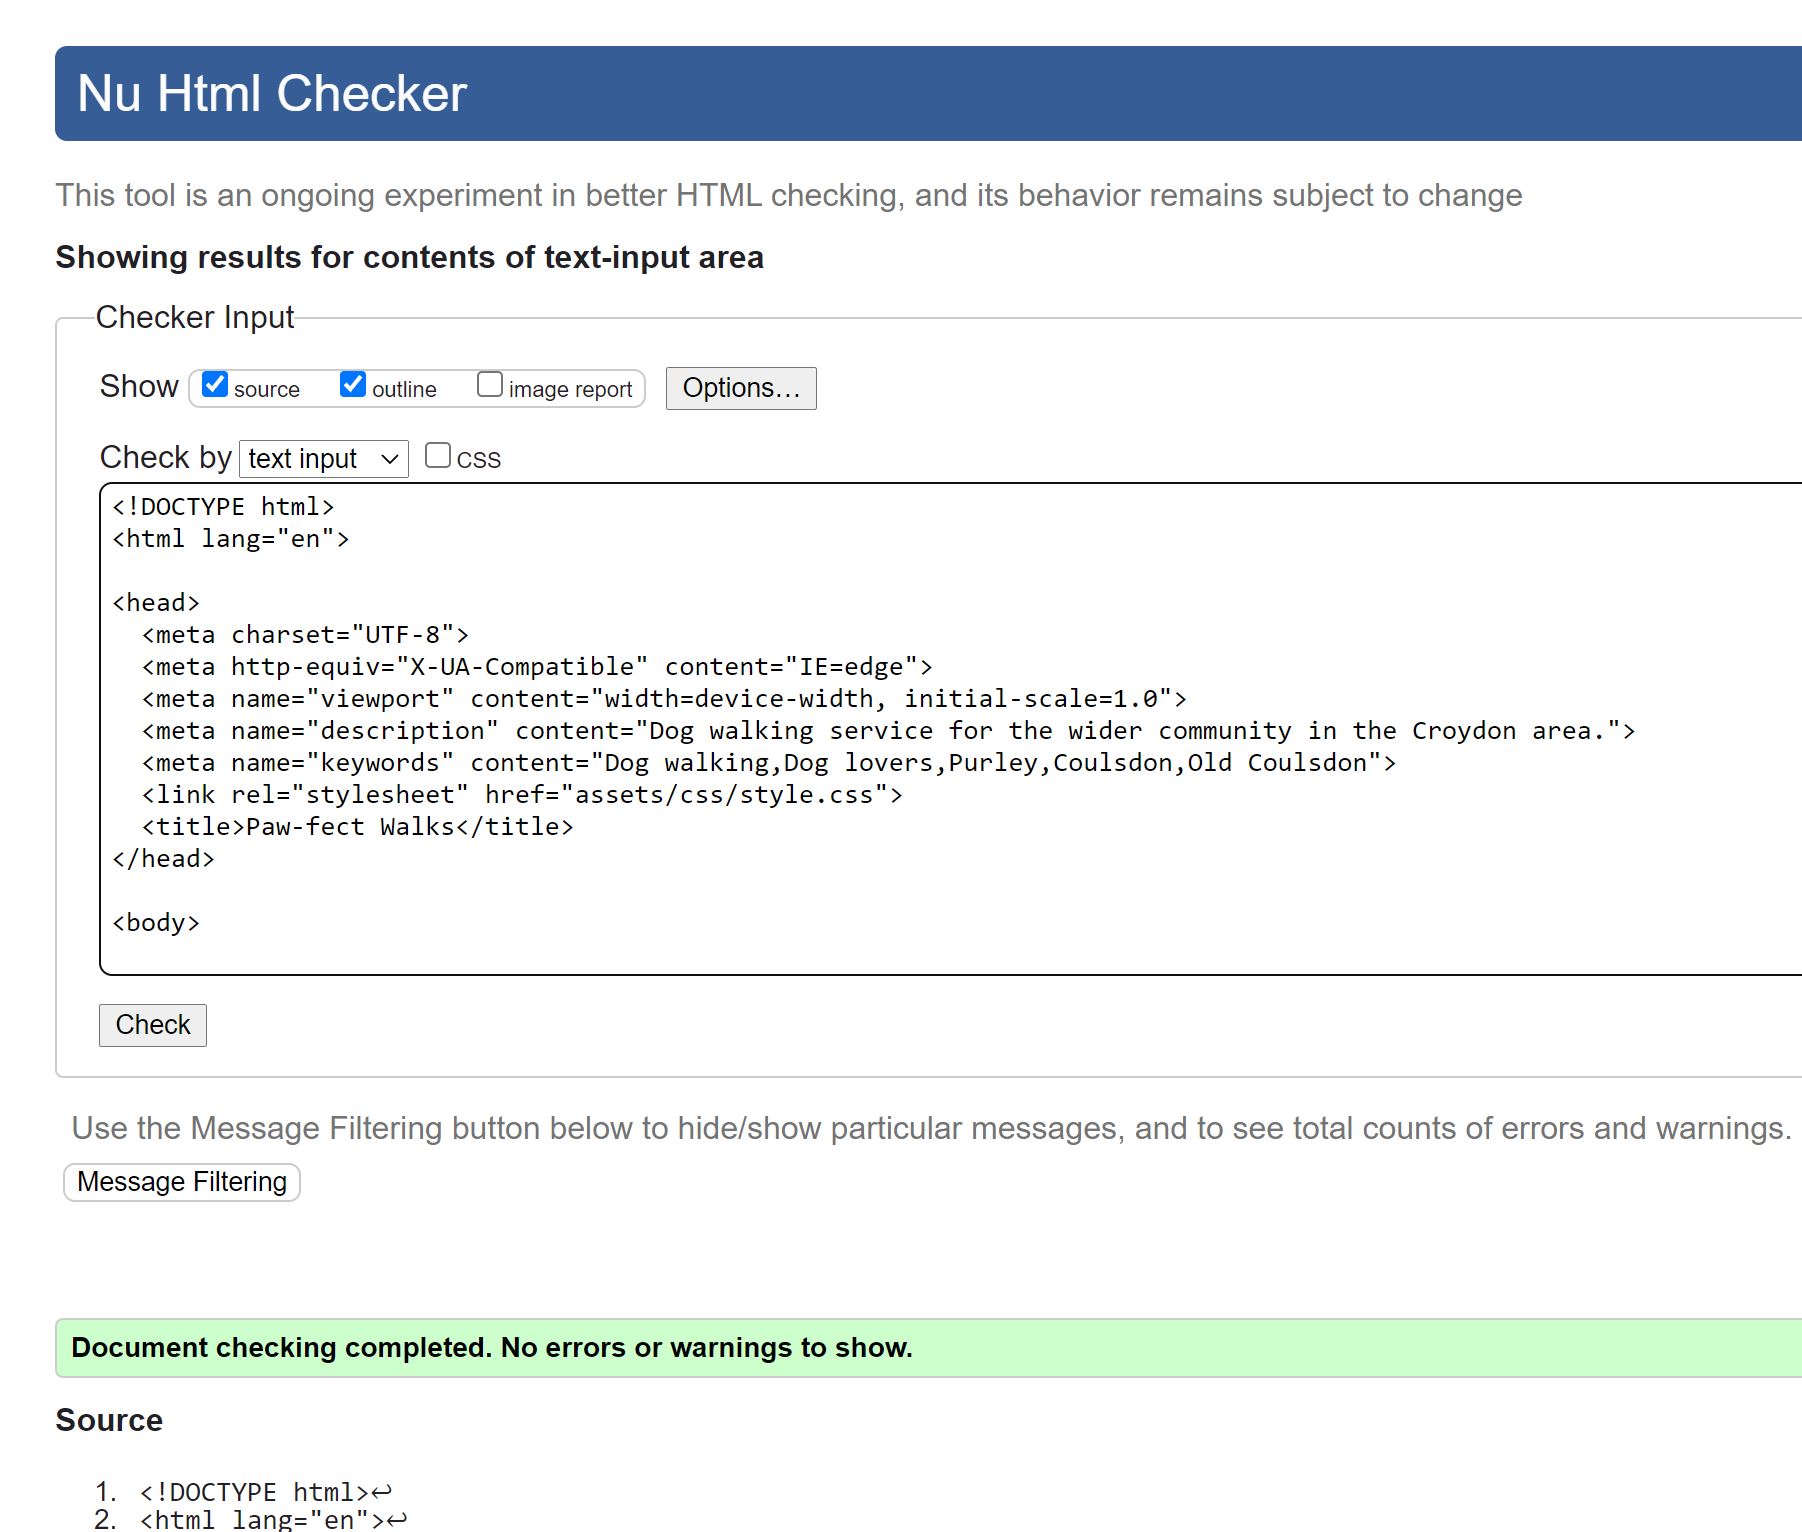 Nu Html Checker
This tool is an ongoing experiment in better HTML checking, and its behavior remains subject to change
Showing results for contents of text-input area
Checker Input
Show source outline image report Options...
Check by text input CSS
<!DOCTYPE html>
<html lang="en">
<head>
<meta charset="UTF-8">
<meta http-equiv="X-UA-Compatible" content="IE=edge">
<meta name="viewport" content="width=device-width, initial-scale=1.0">
<meta name="description" content="Dog walking service for the wider community in the Croydon area.">
<meta name="keywords" content="Dog walking,Dog lovers,Purley,Coulsdon,Old Coulsdon">
<link rel="stylesheet" href="assets/css/style.css">
<title>Paw-fect Walks</title>
</head>
<body>
Check
Use the Message Filtering button below to hide/show particular messages, and to see total counts of errors and warnings.
Message Filtering
Document checking completed. No errors or warnings to show.
Source
1. <!DOCTYPE html>↩
2. <html lang="en">↩